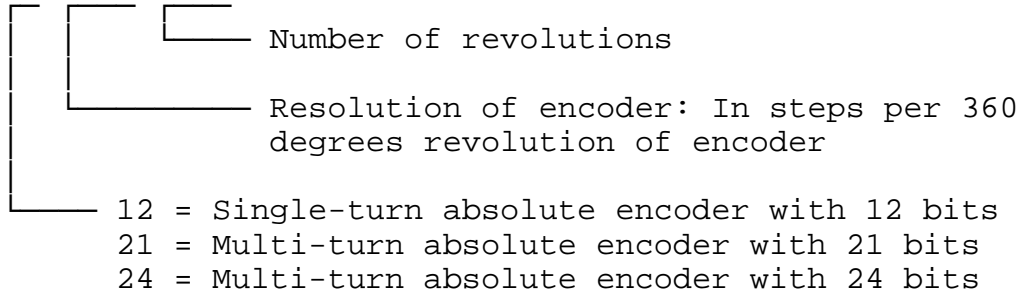 Number of revolutions
Resolution of encoder: In steps per 360
degrees revolution of encoder
12 = Single-turn absolute encoder with 12 bits
21 = Multi-turn absolute encoder with 21 bits
24 = Multi-turn absolute encoder with 24 bits